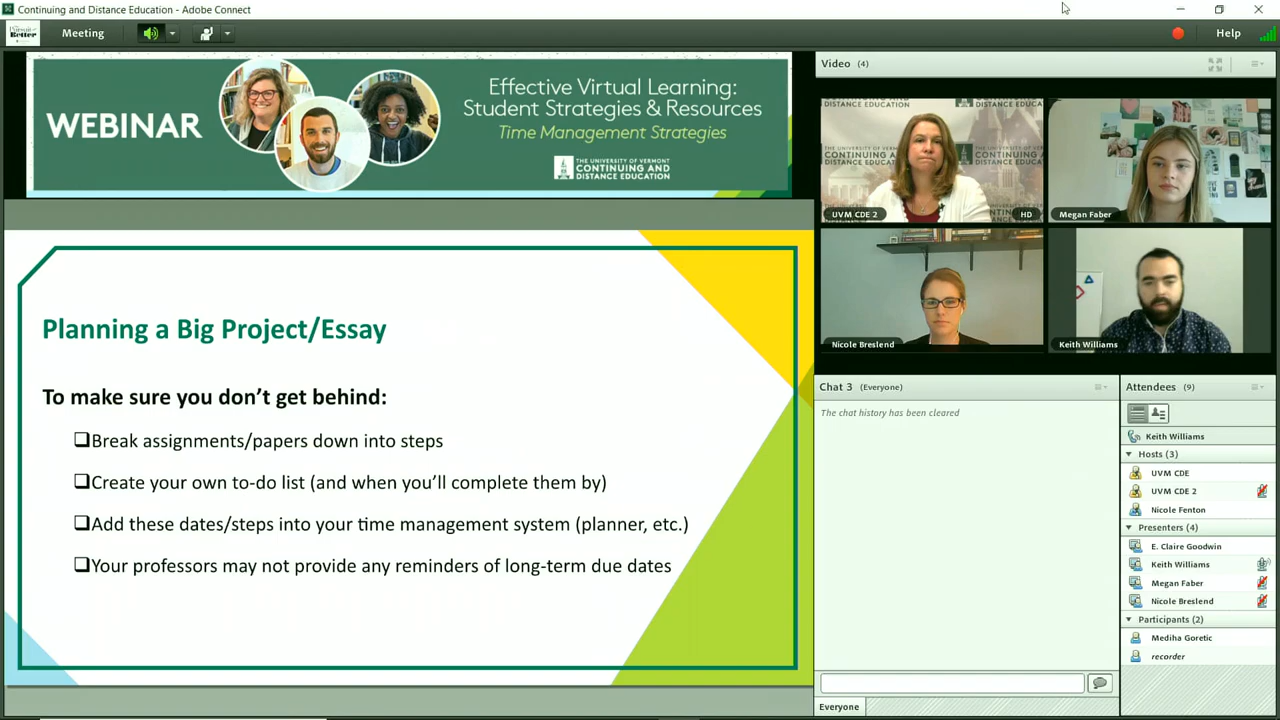 Continuing and Distance Education - Adobe Connect
Better
Meeting
Help
WEBINAR
Effective Virtual Learning:
Student Strategies & Resources
Time Management Strategies
THE UNIVERSITY OF VERMONT
CONTINUING AND
DISTANCE EDUCATION
Planning a Big Project/Essay
To make sure you don't get behind:
Break assignments/papers down into steps
Create your own to-do list (and when you'll complete them by)
Add these dates/steps into your time management system (planner, etc.)
Your professors may not provide any reminders of long-term due dates
Video (4)
UVM CDE 2
HD
Megan Faber
Nicole Breslend
Keith Williams
Chat 3 (Everyone)
The chat history has been cleared
Everyone
Attendees (9)
Keith Williams
Hosts (3)
UVM CDE
UVM CDE 2
Nicole Fenton
Presenters (4)
E. Claire Goodwin
Keith Williams
Megan Faber
Nicole Breslend
Participants (2)
Mediha Goretic
recorder